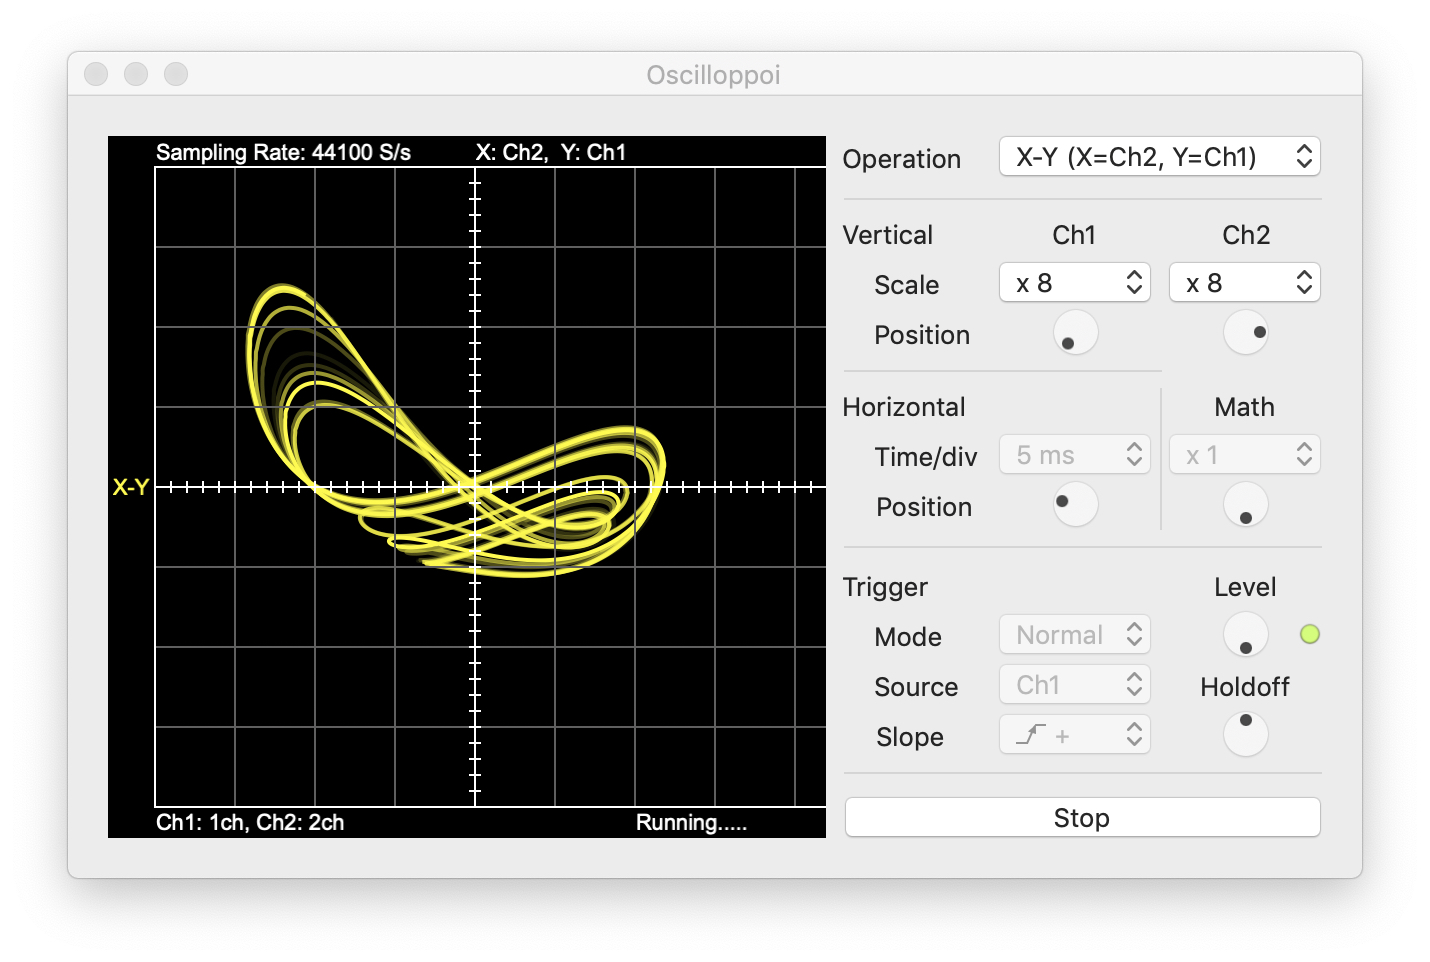 Oscilloppoi
Sampling Rate: 44100 S/s X: Ch2, Y: Ch1
X-Y
Ch1: 1ch, Ch2: 2ch Running.....
Operation X-Y (X=Ch2, Y=Ch1)
Vertical Ch1 Ch2
Scale x 8 x 8
Position
Horizontal Math
Time/div 5 ms x 1
Position
Trigger Level
Mode Normal
Source Ch1 Holdoff
Slope +
Stop